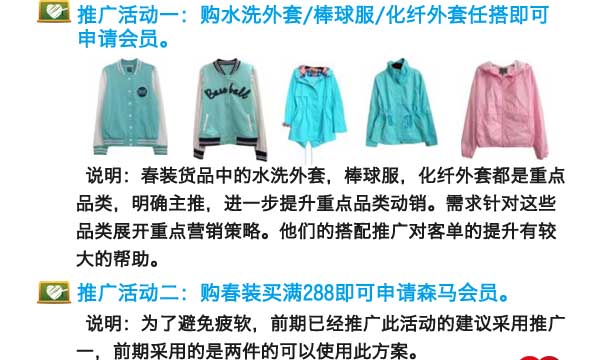 推广活动一：购水洗外套/棒球服/化纤外套任搭即可
申请会员。
Baseball
说明：春装货品中的水洗外套，棒球服，化纤外套都是重点
品类，明确主推，进一步提升重点品类动销。需求针对这些
品类展开重点营销策略。他们的搭配推广对客单的提升有较
大的帮助。
推广活动二：购春装买满288即可申请森马会员。
说明：为了避免疲软，前期已经推广此活动的建议采用推广
一，前期采用的是两件的可以使用此方案。